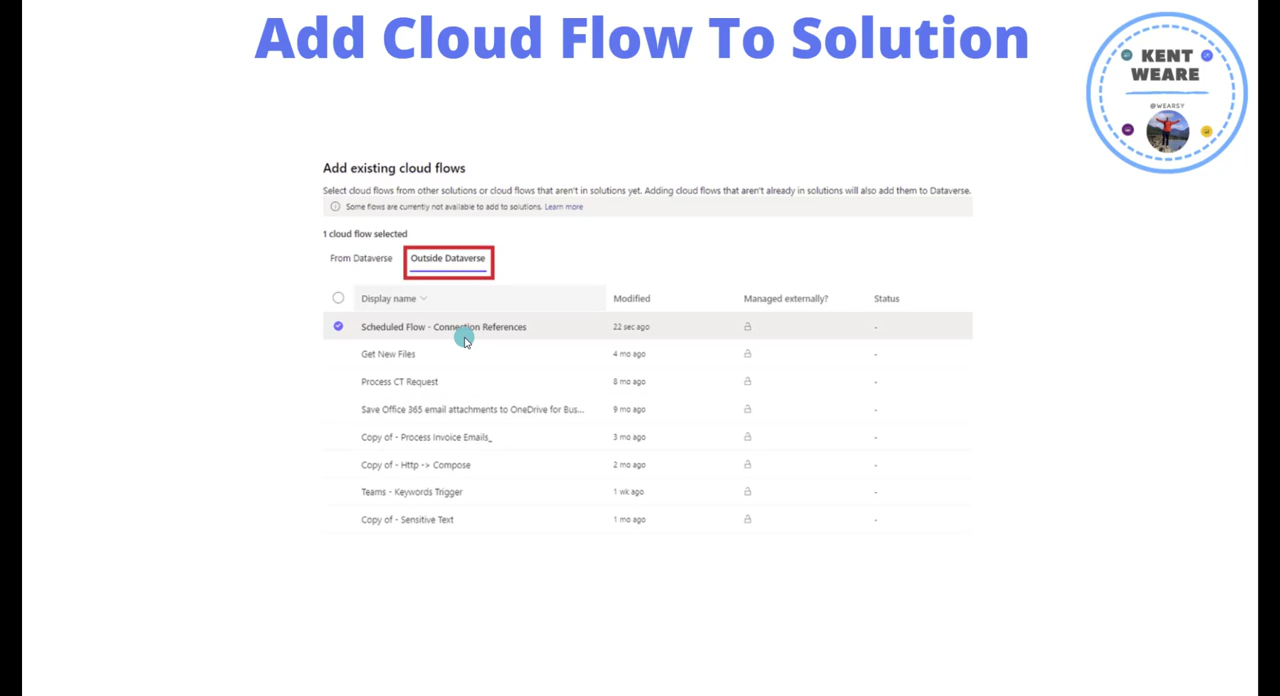 Add Cloud Flow To Solution
KENT
WEARE
@WEARSY
Add existing cloud flows
Select cloud flows from other solutions or cloud flows that aren't in solutions yet. Adding cloud flows that aren't already in solutions will also add them to Dataverse.
Some flows are currently not available to add to solutions. Learn more
1 cloud flow selected
From Dataverse Outside Dataverse
Display name Modified Managed externally? Status
Scheduled Flow - Connection References 22 sec ago -
Get New Files 4 mo ago -
Process CT Request 8 mo ago -
Save Office 365 email attachments to OneDrive for Bus... 9 mo ago -
Copy of - Process Invoice Emails_ 3 mo ago -
Copy of - Http -> Compose 2 mo ago -
Teams - Keywords Trigger 1 wk ago -
Copy of - Sensitive Text 1 mo ago -